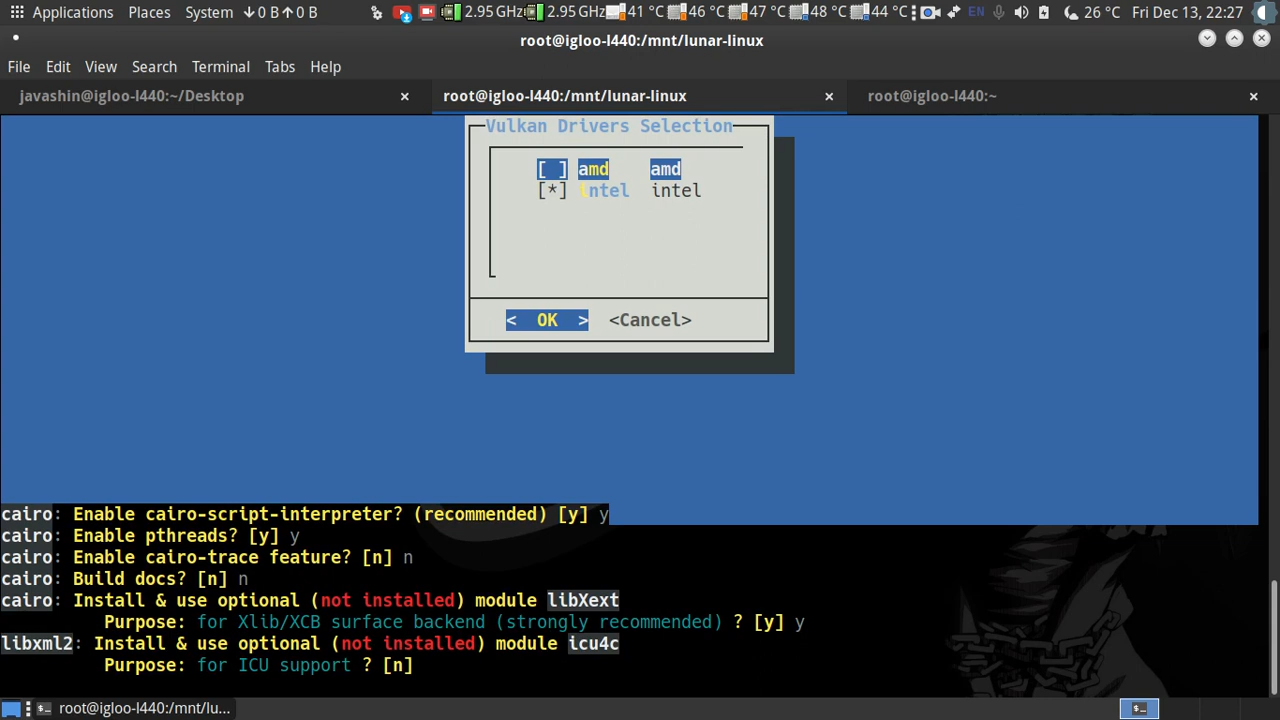 Applications Places System ↓0 B↑0 B 2.95 GHz 2.95 GHz 41 °C 46 °C 47 °C 48 °C 44 °C EN 26 °C Fri Dec 13, 22:27
root@igloo-l440:/mnt/lunar-linux
File Edit View Search Terminal Tabs Help
javashin@igloo-l440:~/Desktop × root@igloo-l440:/mnt/lunar-linux × root@igloo-l440:~ ×
Vulkan Drivers Selection
[ ] amd amd
[*] intel intel
< OK > <Cancel>
cairo: Enable cairo-script-interpreter? (recommended) [y] y
cairo: Enable pthreads? [y] y
cairo: Enable cairo-trace feature? [n] n
cairo: Build docs? [n] n
cairo: Install & use optional (not installed) module libXext
Purpose: for Xlib/XCB surface backend (strongly recommended) ? [y] y
libxml2: Install & use optional (not installed) module icu4c
Purpose: for ICU support ? [n]
root@igloo-l440:/mnt/lu...